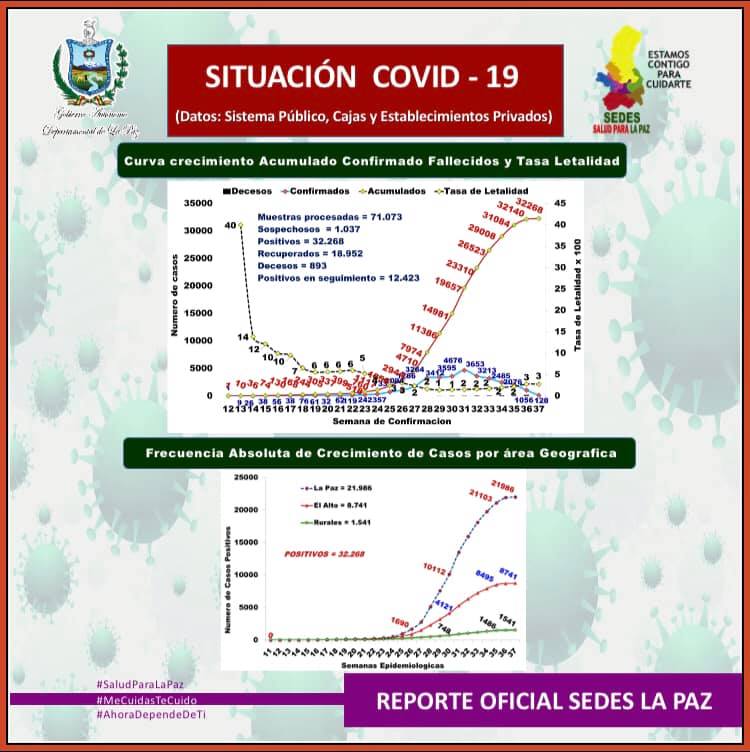 Gobierno Autónomo
Departamental de La Paz
SITUACIÓN COVID - 19
(Datos: Sistema Público, Cajas y Establecimientos Privados)
ESTAMOS
CONTIGO
PARA
CUIDARTE
SEDES
SALUD PARA LA PAZ
Curva crecimiento Acumulado Confirmado Fallecidos y Tasa Letalidad
Decesos Confirmados Acumulados Tasa de Letalidad
Muestras procesadas = 71.073
Sospechosos = 1.037
Positivos = 32.268
Recuperados = 18.952
Decesos = 893
Positivos en seguimiento = 12.423
Numero de casos
35000
30000
25000
20000
15000
10000
5000
0
Tasa de Letalidad x 100
45
40
35
30
25
20
15
10
5
0
40
14
12
10 10
7
6 6 6 6 5
32268
32140
31084
29008
26523
23310
19657
14981
11386
7974
4710
3264
3412
3595
4676
3653
3213
2485
2076
1056 128
2 1 1 2 2 2 2 2 3 3
12 13 14 15 16 17 18 19 20 21 22 23 24 25 26 27 28 29 30 31 32 33 34 35 36 37
Semana de Confirmacion
Frecuencia Absoluta de Crecimiento de Casos por área Geografica
La Paz = 21.986
El Alto = 8.741
Rurales = 1.541
POSITIVOS = 32.268
Numero de Casos Positivos
25000
20000
15000
10000
5000
0
0
1690
10112
21103
21986
4121
8495
8741
748
1486
1541
11 12 13 14 15 16 17 18 19 20 21 22 23 24 25 26 27 28 29 30 31 32 33 34 35 36 37
Semanas Epidemiologicas
#SaludParaLaPaz
#MeCuidasTeCuido
#AhoraDependeDeTi
REPORTE OFICIAL SEDES LA PAZ